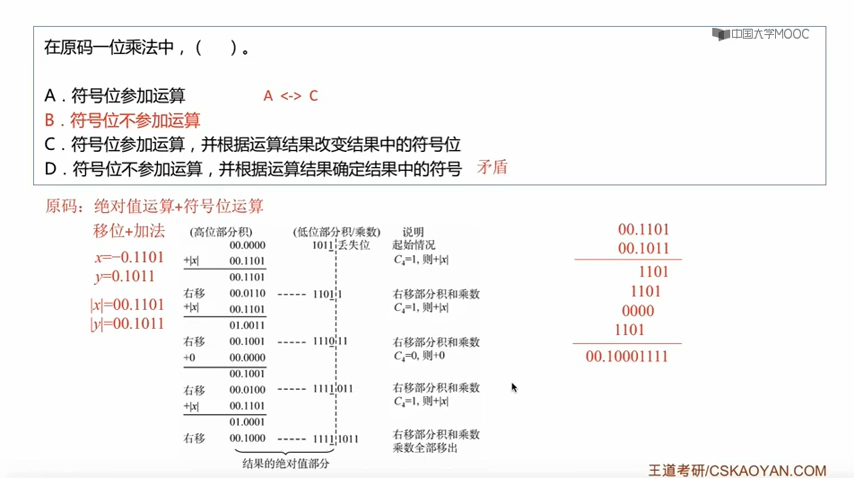 中国大学MOOC
在原码一位乘法中，（　　）。
A．符号位参加运算 A <-> C
B．符号位不参加运算
C．符号位参加运算，并根据运算结果改变结果中的符号位
D．符号位不参加运算，并根据运算结果确定结果中的符号 矛盾
原码：绝对值运算+符号位运算
移位+加法
x=−0.1101
y=0.1011
|x|=00.1101
|y|=00.1011
(高位部分积) (低位部分积/乘数) 说明
00.0000 1011 丢失位 起始情况
+|x| 00.1101 C₄=1, 则+|x|
00.1101
右移 00.0110 1101 1 右移部分积和乘数
+|x| 00.1101 C₄=1, 则+|x|
01.0011
右移 00.1001 1110 11 右移部分积和乘数
+0 00.0000 C₄=0, 则+0
00.1001
右移 00.0100 1111 011 右移部分积和乘数
+|x| 00.1101 C₄=1, 则+|x|
01.0001
右移 00.1000 1111 1011 右移部分积和乘数
乘数全部移出
结果的绝对值部分
00.1101
00.1011
1101
1101
0000
1101
00.10001111
王道考研/CSKAOYAN.COM